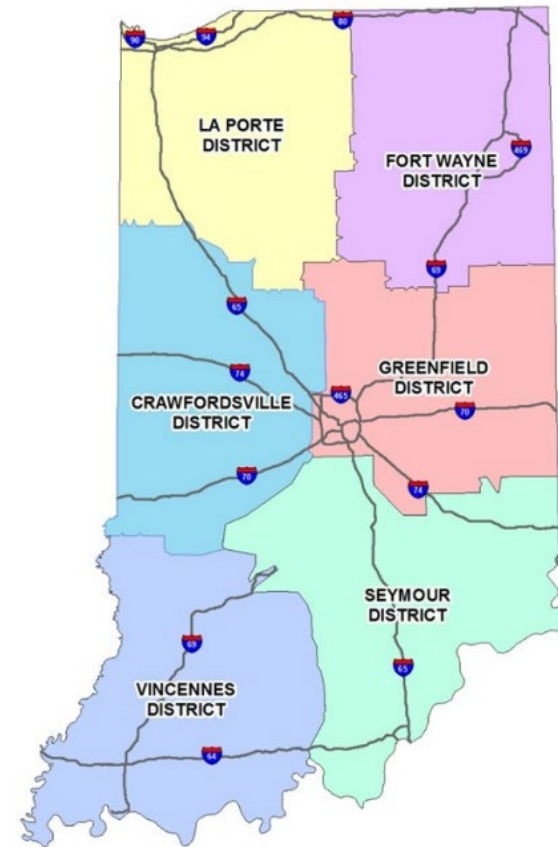 90
94
80
LA PORTE
DISTRICT
FORT WAYNE
DISTRICT
469
69
65
74
GREENFIELD
DISTRICT
465
CRAWFORDSVILLE
DISTRICT
70
70
74
SEYMOUR
DISTRICT
69
65
VINCENNES
DISTRICT
64